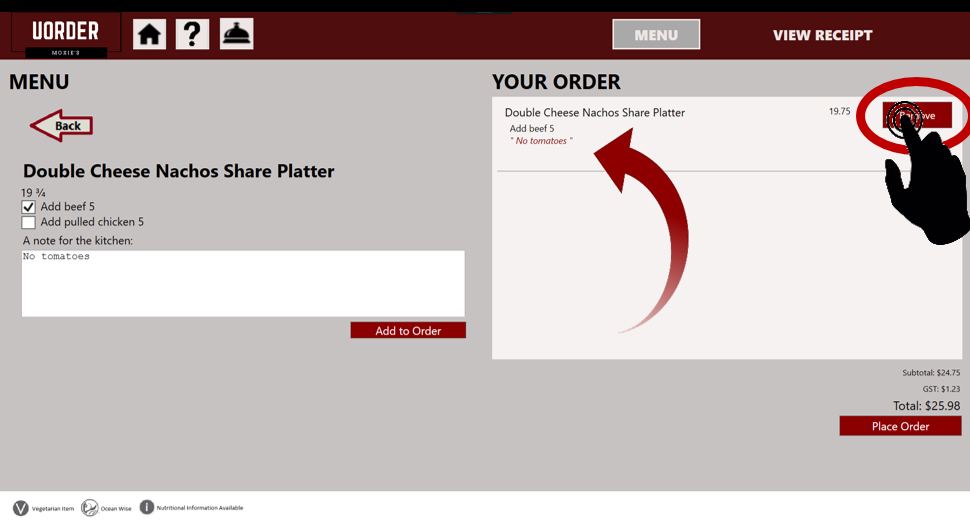 UORDER
MOXIE'S
?
MENU
VIEW RECEIPT
MENU
Back
Double Cheese Nachos Share Platter
19 ¾
Add beef 5
Add pulled chicken 5
A note for the kitchen:
No tomatoes
Add to Order
YOUR ORDER
Double Cheese Nachos Share Platter 19.75
Add beef 5
" No tomatoes "
Subtotal: $24.75
GST: $1.23
Total: $25.98
Place Order
V Vegetarian Item
Ocean Wise
i Nutritional Information Available